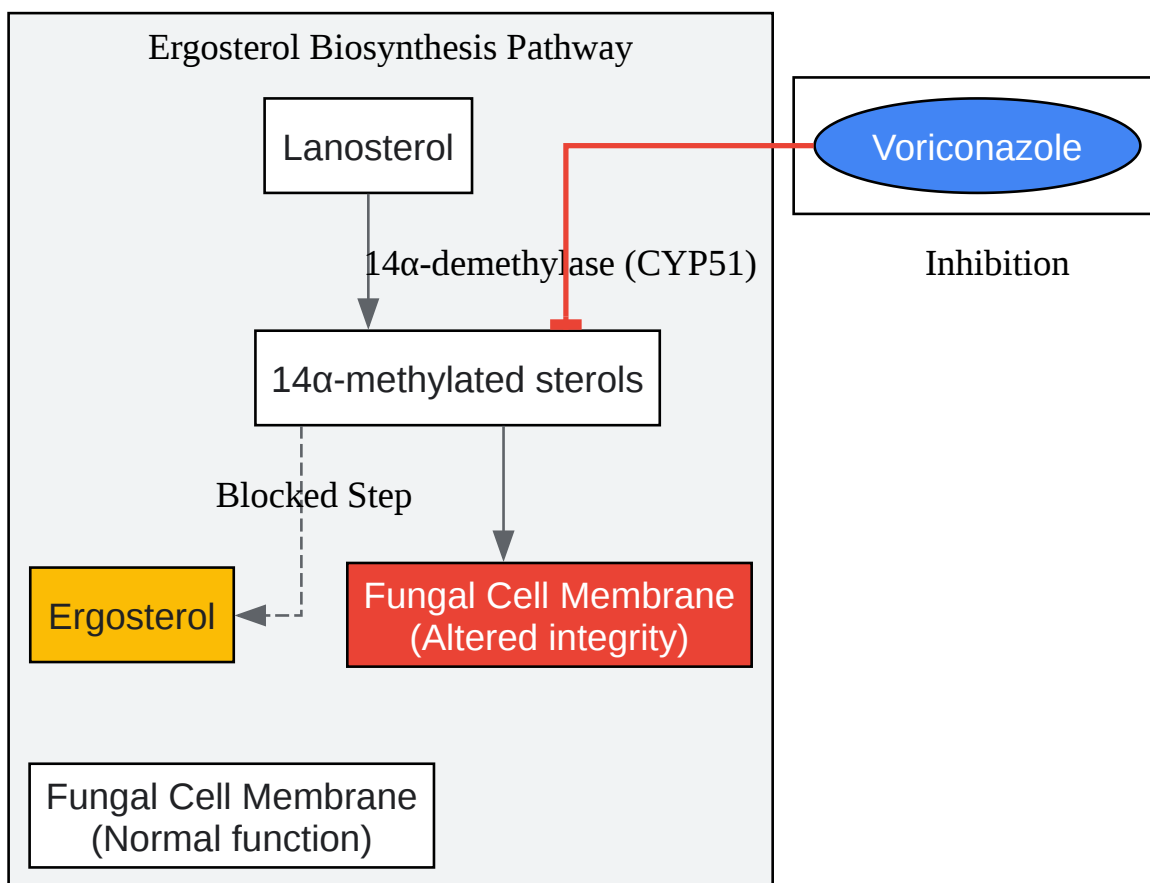 Ergosterol Biosynthesis Pathway
Lanosterol
Voriconazole
14α-demethylase (CYP51)
Inhibition
14α-methylated sterols
Blocked Step
Ergosterol
Fungal Cell Membrane
(Altered integrity)
Fungal Cell Membrane
(Normal function)